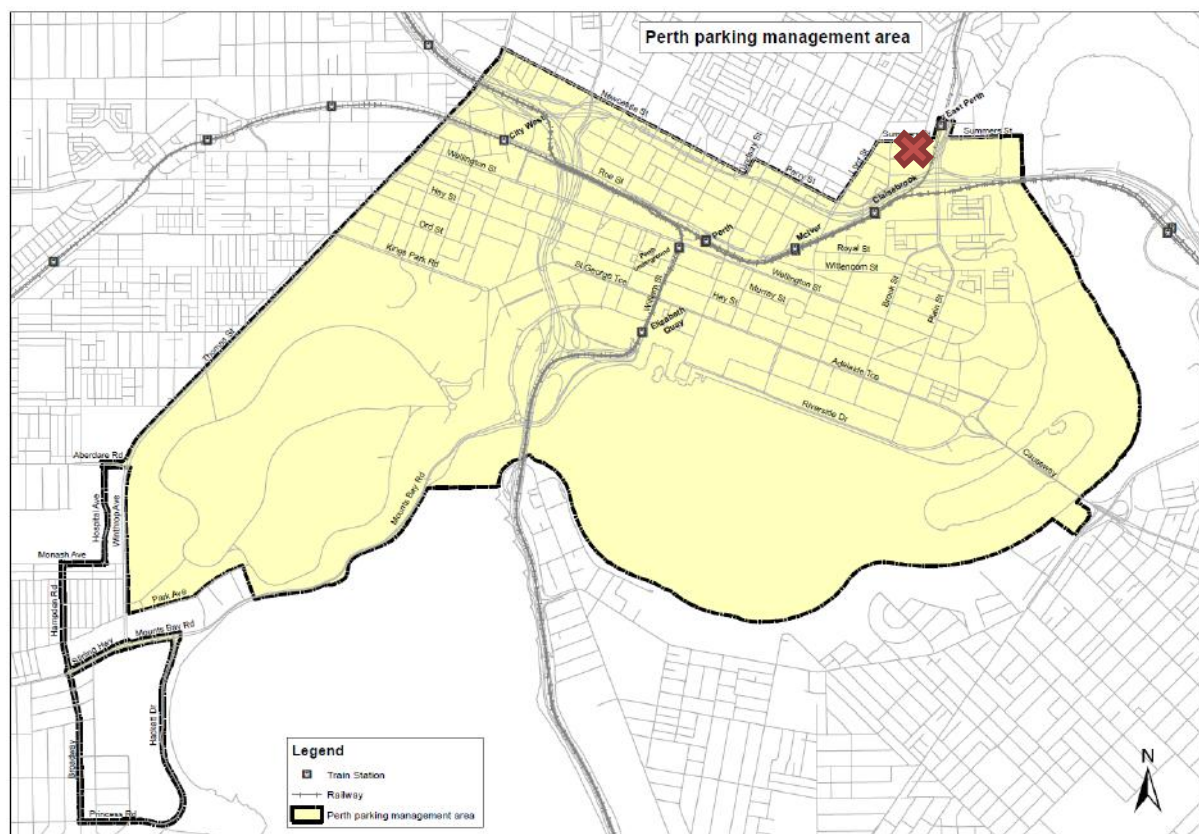 Perth parking management area
Newcastle St
East Perth
Summers St
City West
Perry St
Claisebrook
Wellington St
Roe St
Hay St
Perth
McIver
Ord St
Royal St
Kings Park Rd
Perth
Underground
Wittenoom St
St George Tce
Wellington St
Murray St
Brook St
William St
Hay St
Plain St
Thomas St
Elizabeth
Quay
Adelaide Tce
Riverside Dr
Causeway
Aberdare Rd
Hospital Ave
Winthrop Ave
Mounts Bay Rd
Monash Ave
Hampden Rd
Park Ave
Mounts Bay Rd
Stirling Hwy
Hackett Dr
Broadway
Princess Rd
Legend
Train Station
Railway
Perth parking management area
N